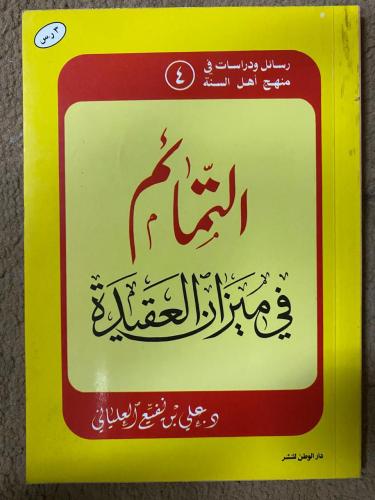 ٣ ر.س
رسائل ودراسات في
منهج أهل السنة
٤
التمائم
في ميزان العقيدة
د. علي بن نفيع العلياني
دار الوطن للنشر